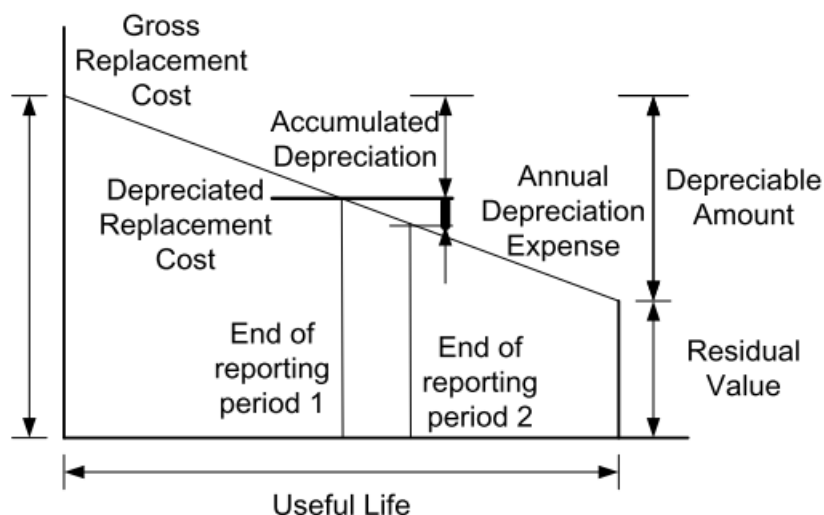 Gross
Replacement
Cost
Accumulated
Depreciation
Annual
Depreciation
Expense
Depreciable
Amount
Depreciated
Replacement
Cost
End of
reporting
period 1
End of
reporting
period 2
Residual
Value
Useful Life